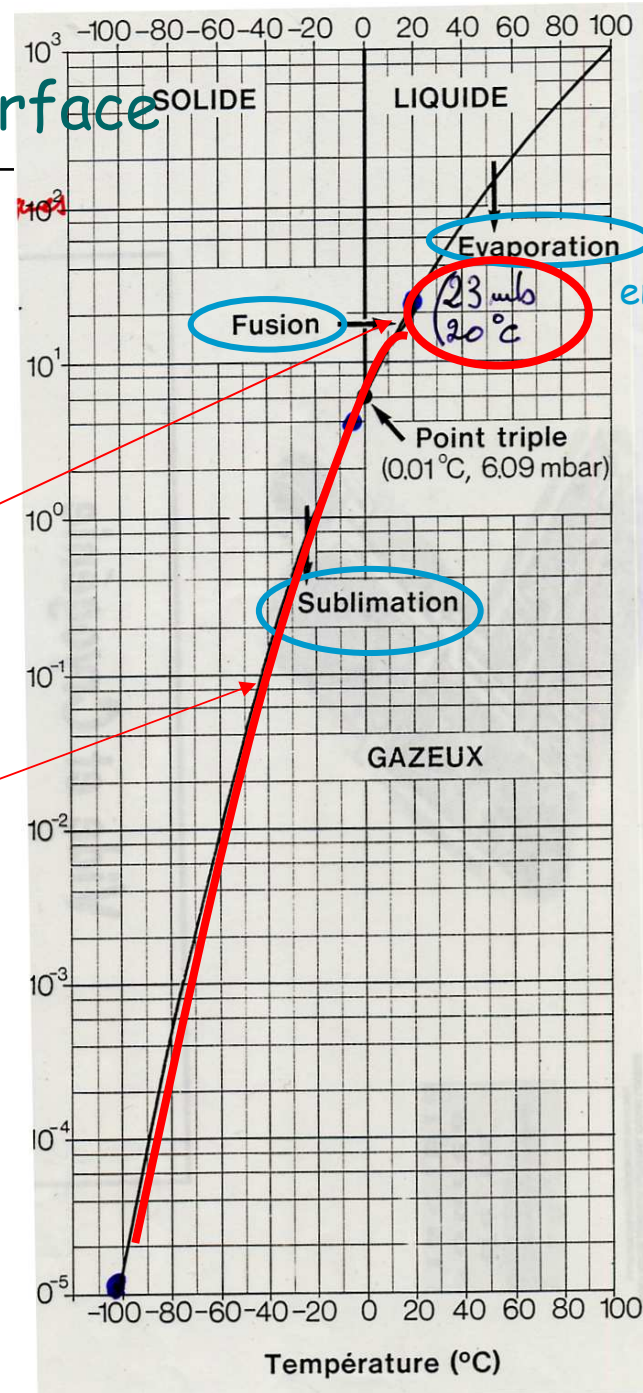 -100 -80 -60 -40 -20 0 20 40 60 80 100
10³
rface
SOLIDE LIQUIDE
10²
Evaporation
e
23 mb
20 °C
Fusion
10¹
Point triple
(0.01°C, 6.09 mbar)
10⁰
Sublimation
10⁻¹
GAZEUX
10⁻²
10⁻³
10⁻⁴
0⁻⁵
-100 -80 -60 -40 -20 0 20 40 60 80 100
Température (°C)